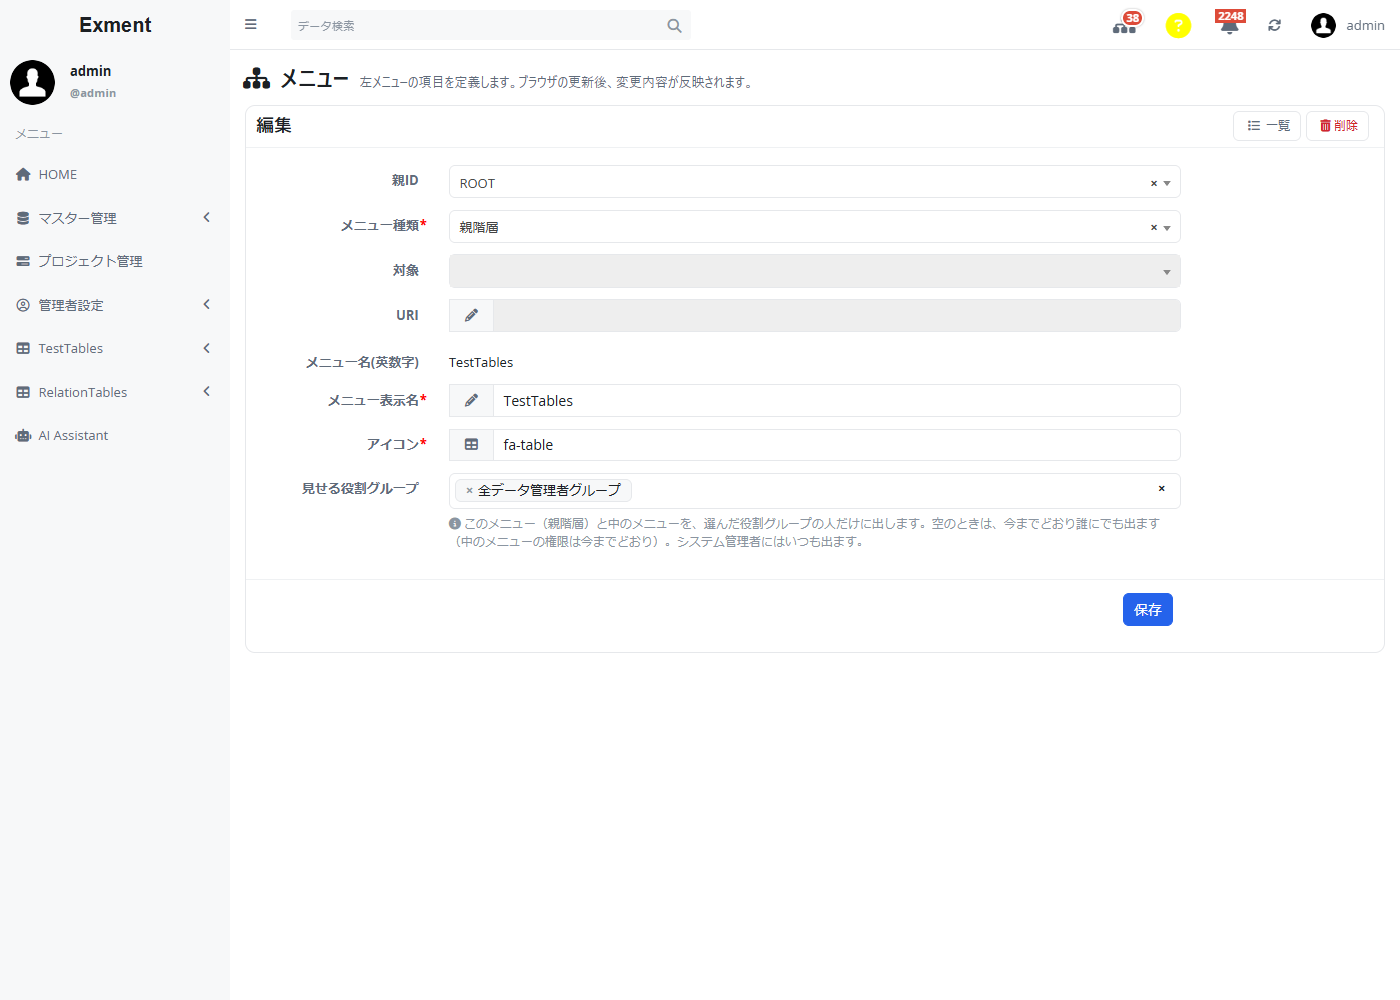 Exment
データ検索
38
?
2248
admin
admin
@admin
メニュー
HOME
マスター管理
プロジェクト管理
管理者設定
TestTables
RelationTables
AI Assistant
メニュー 左メニューの項目を定義します。ブラウザの更新後、変更内容が反映されます。
編集
一覧
削除
親ID
ROOT
×
メニュー種類*
親階層
×
対象
URI
メニュー名(英数字)
TestTables
メニュー表示名*
TestTables
アイコン*
fa-table
見せる役割グループ
× 全データ管理者グループ
×
このメニュー（親階層）と中のメニューを、選んだ役割グループの人だけに出します。空のときは、今までどおり誰にでも出ます
（中のメニューの権限は今までどおり）。システム管理者にはいつも出ます。
保存